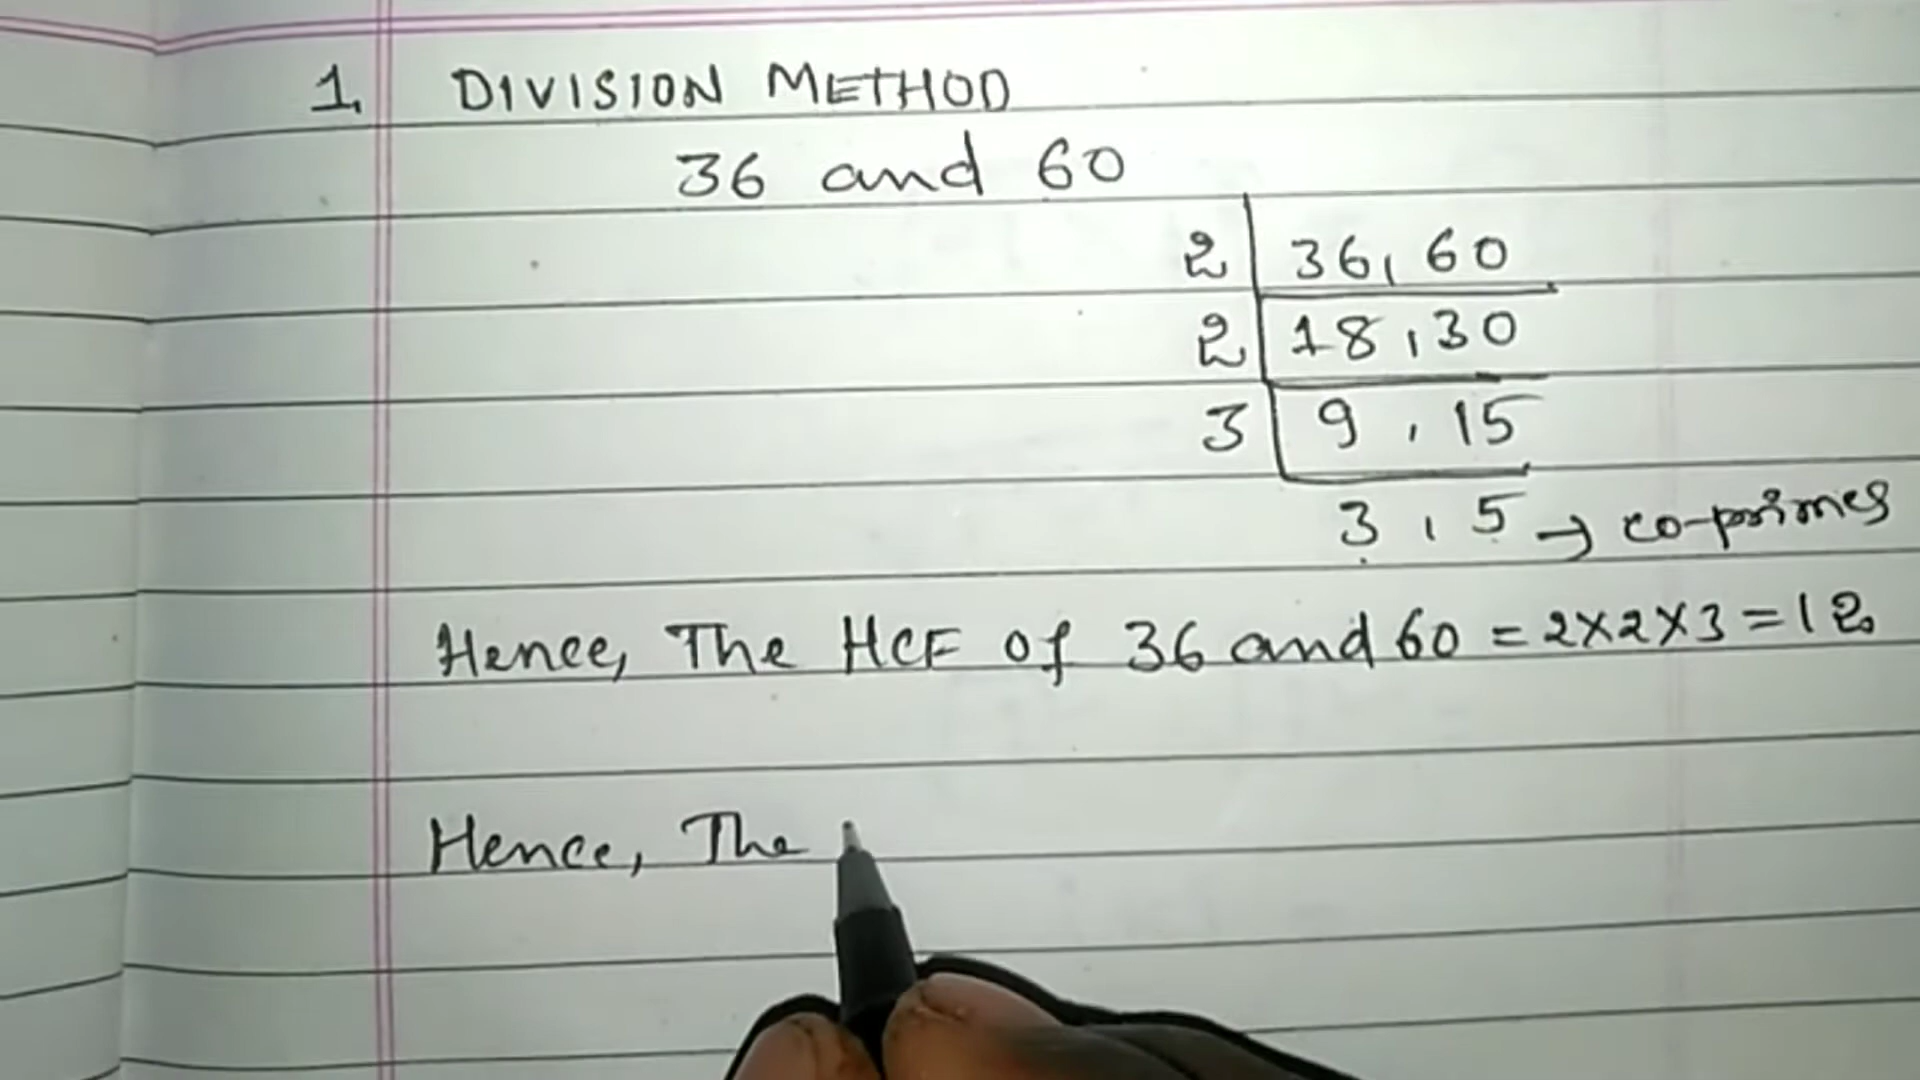 1. DIVISION METHOD
36 and 60
2 | 36, 60
2 | 18, 30
3 | 9, 15
3, 5 → co-primes
Hence, The HCF of 36 and 60 = 2×2×3 = 12.
Hence, The